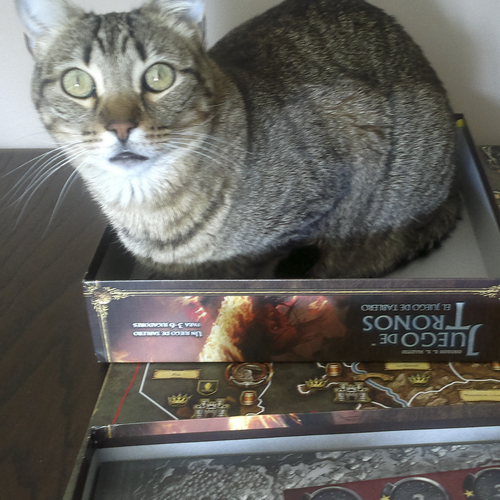 JUEGO DE
TRONOS
EL JUEGO DE TABLERO
UN JUEGO DE TABLERO
PARA 3-6 JUGADORES